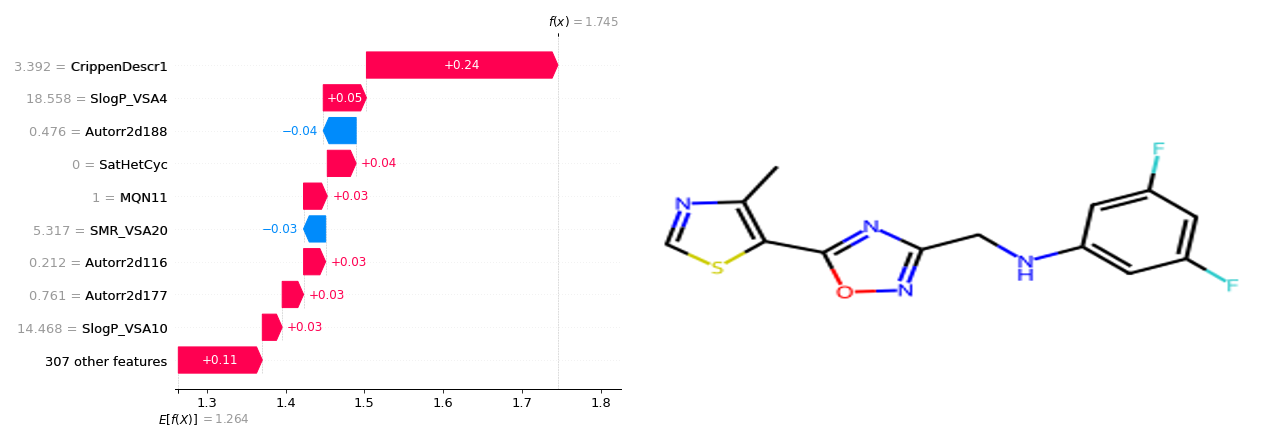 f(x) = 1.745
3.392 = CrippenDescr1
+0.24
18.558 = SlogP_VSA4
+0.05
0.476 = Autorr2d188
−0.04
0 = SatHetCyc
+0.04
1 = MQN11
+0.03
5.317 = SMR_VSA20
−0.03
0.212 = Autorr2d116
+0.03
0.761 = Autorr2d177
+0.03
14.468 = SlogP_VSA10
+0.03
307 other features
+0.11
1.3 1.4 1.5 1.6 1.7 1.8
E[f(X)] = 1.264
F
N
N
S
N
H
O
N
F